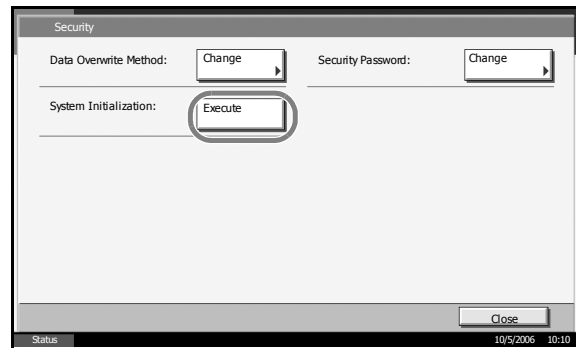 Security
Data Overwrite Method: Change Security Password: Change
System Initialization: Execute
Close
Status 10/5/2006 10:10